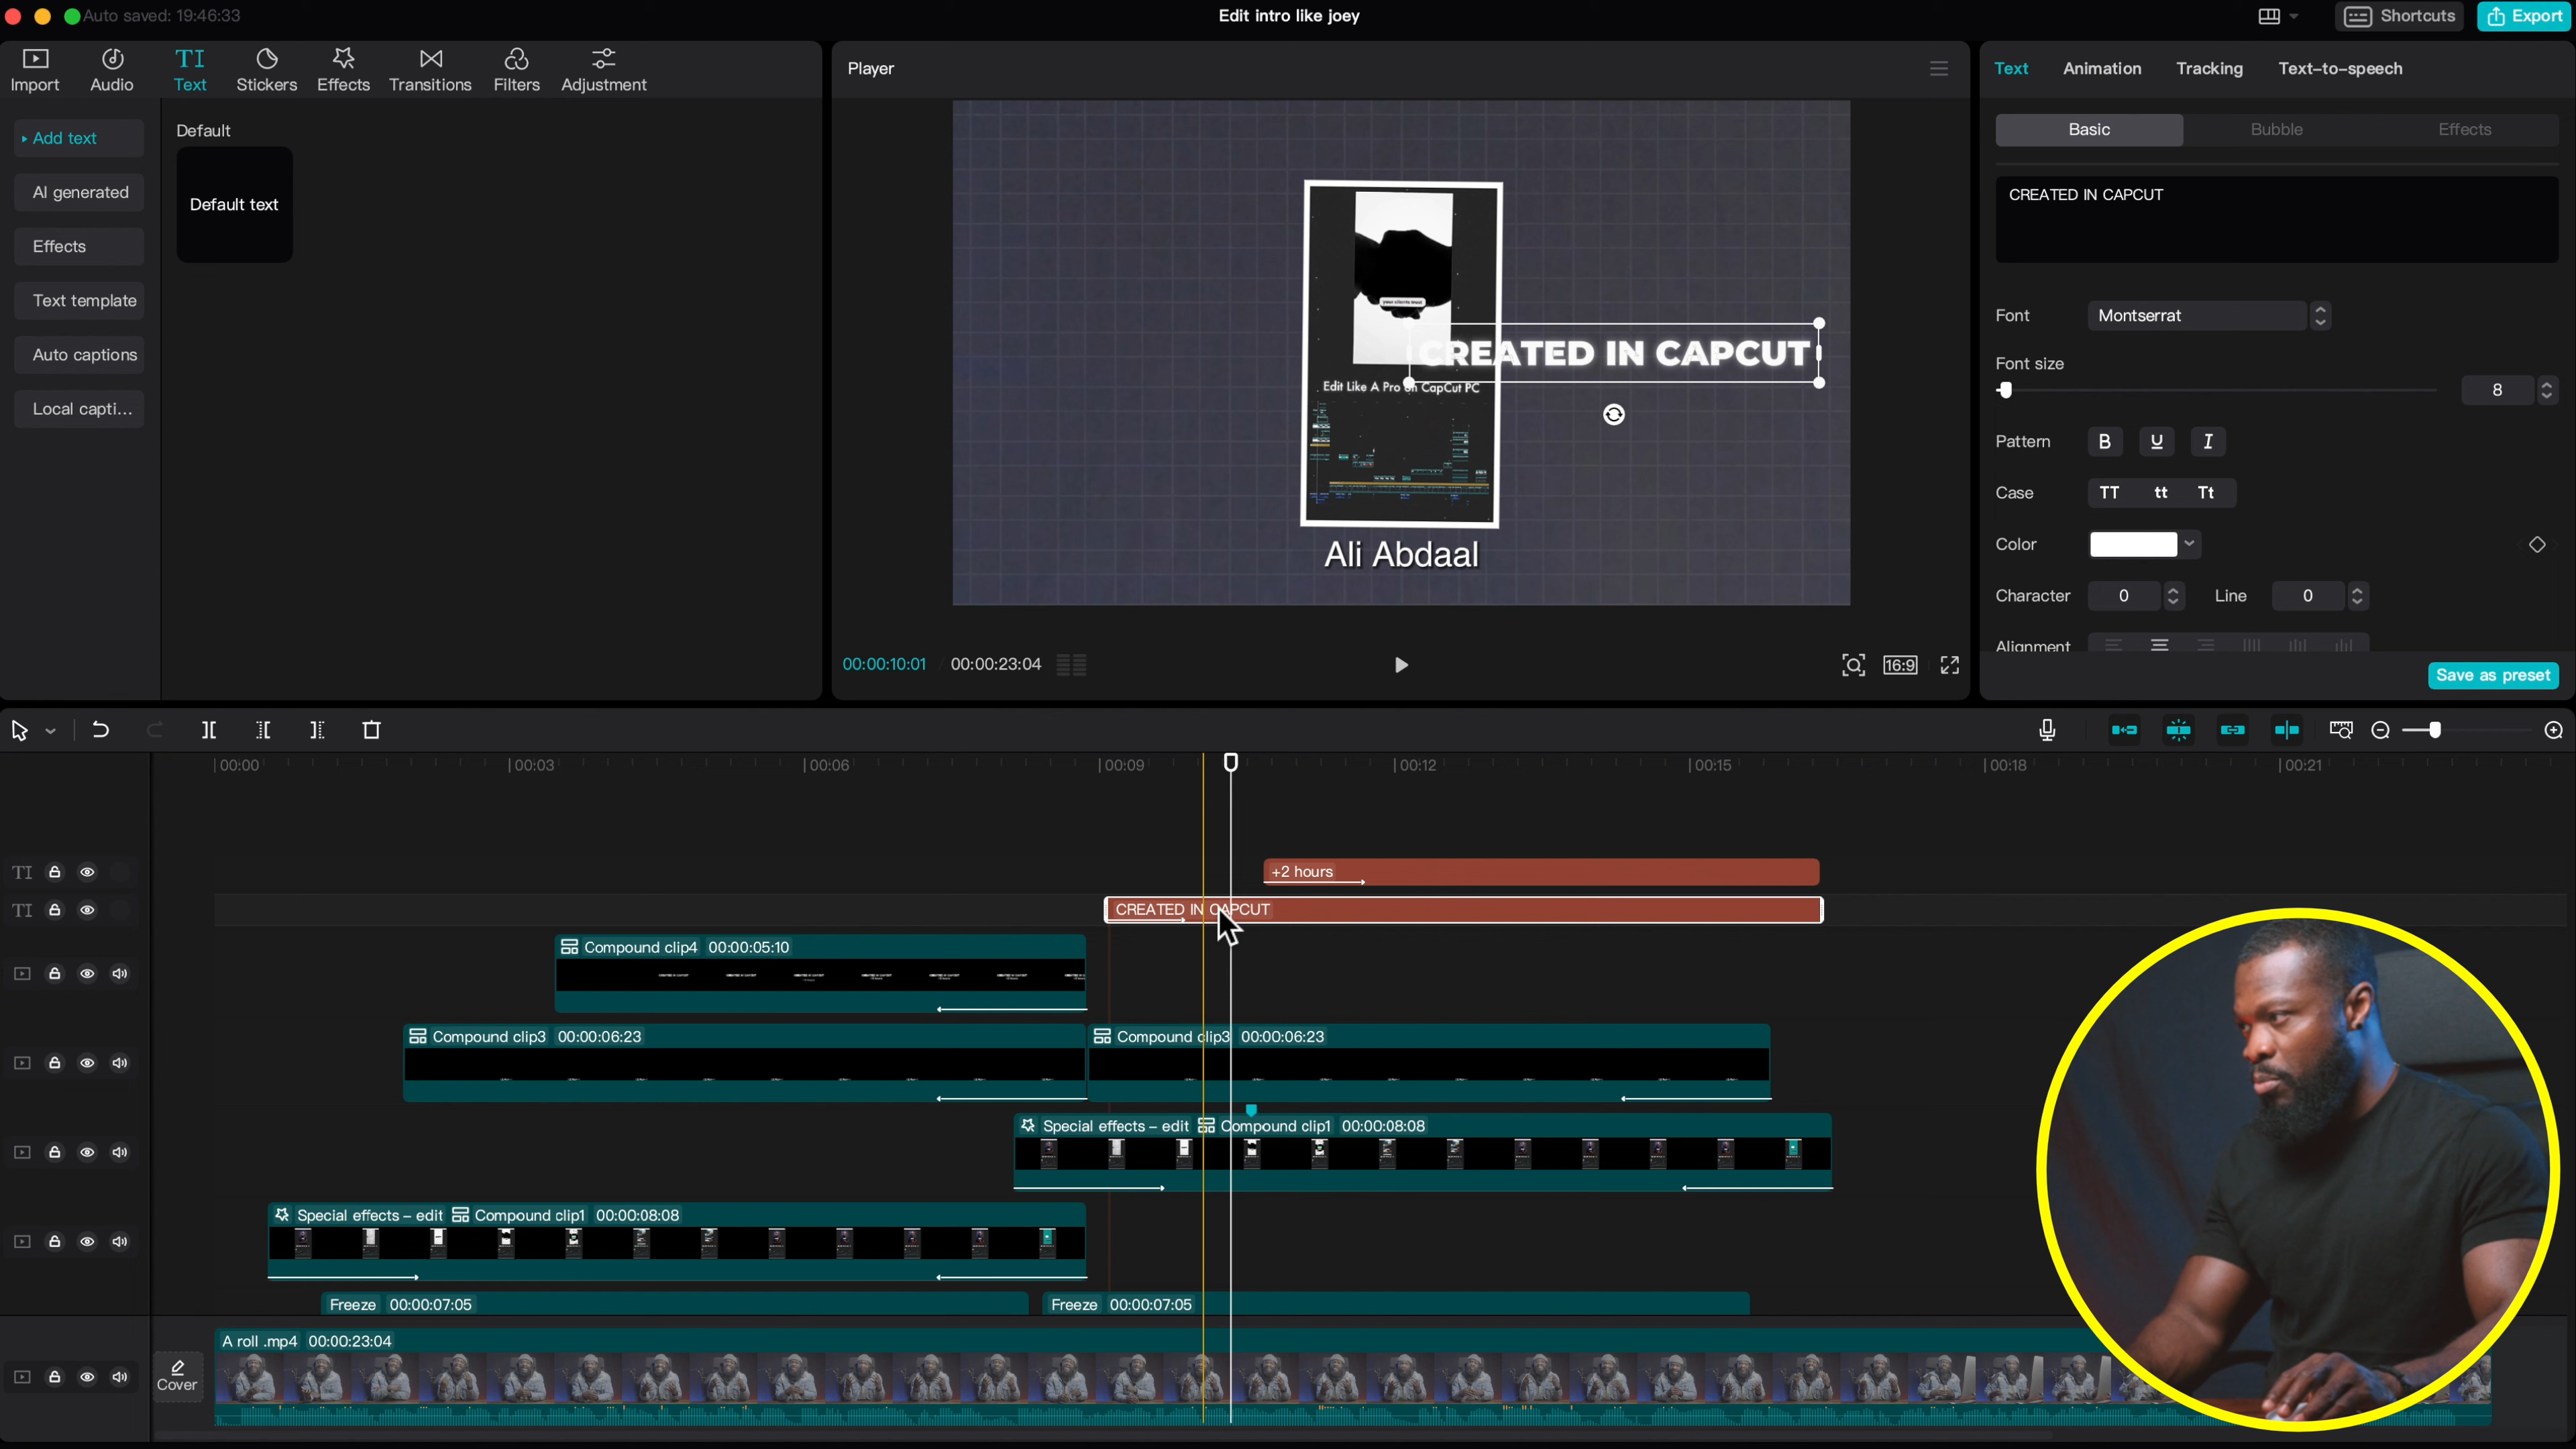 Auto saved: 19:46:33
Edit intro like joey
Shortcuts
Export
Import
Audio
TI
Text
Stickers
Effects
Transitions
Filters
Adjustment
Add text
AI generated
Effects
Text template
Auto captions
Local capti...
Default
Default text
Player
your clients most
CREATED IN CAPCUT
Edit Like A Pro on CapCut PC
Ali Abdaal
00:00:10:01
00:00:23:04
16:9
Text
Animation
Tracking
Text-to-speech
Basic
Bubble
Effects
CREATED IN CAPCUT
Font
Montserrat
Font size
8
Pattern
B U I
Case
TT tt Tt
Color
Character
0
Line
0
Alignment
Save as preset
00:00
00:03
00:06
00:09
00:12
00:15
00:18
00:21
TI
+2 hours
TI
CREATED IN CAPCUT
Compound clip4 00:00:05:10
Compound clip3 00:00:06:23
Compound clip3 00:00:06:23
Special effects – edit Compound clip1 00:00:08:08
Special effects – edit Compound clip1 00:00:08:08
Freeze 00:00:07:05
Freeze 00:00:07:05
A roll .mp4 00:00:23:04
Cover